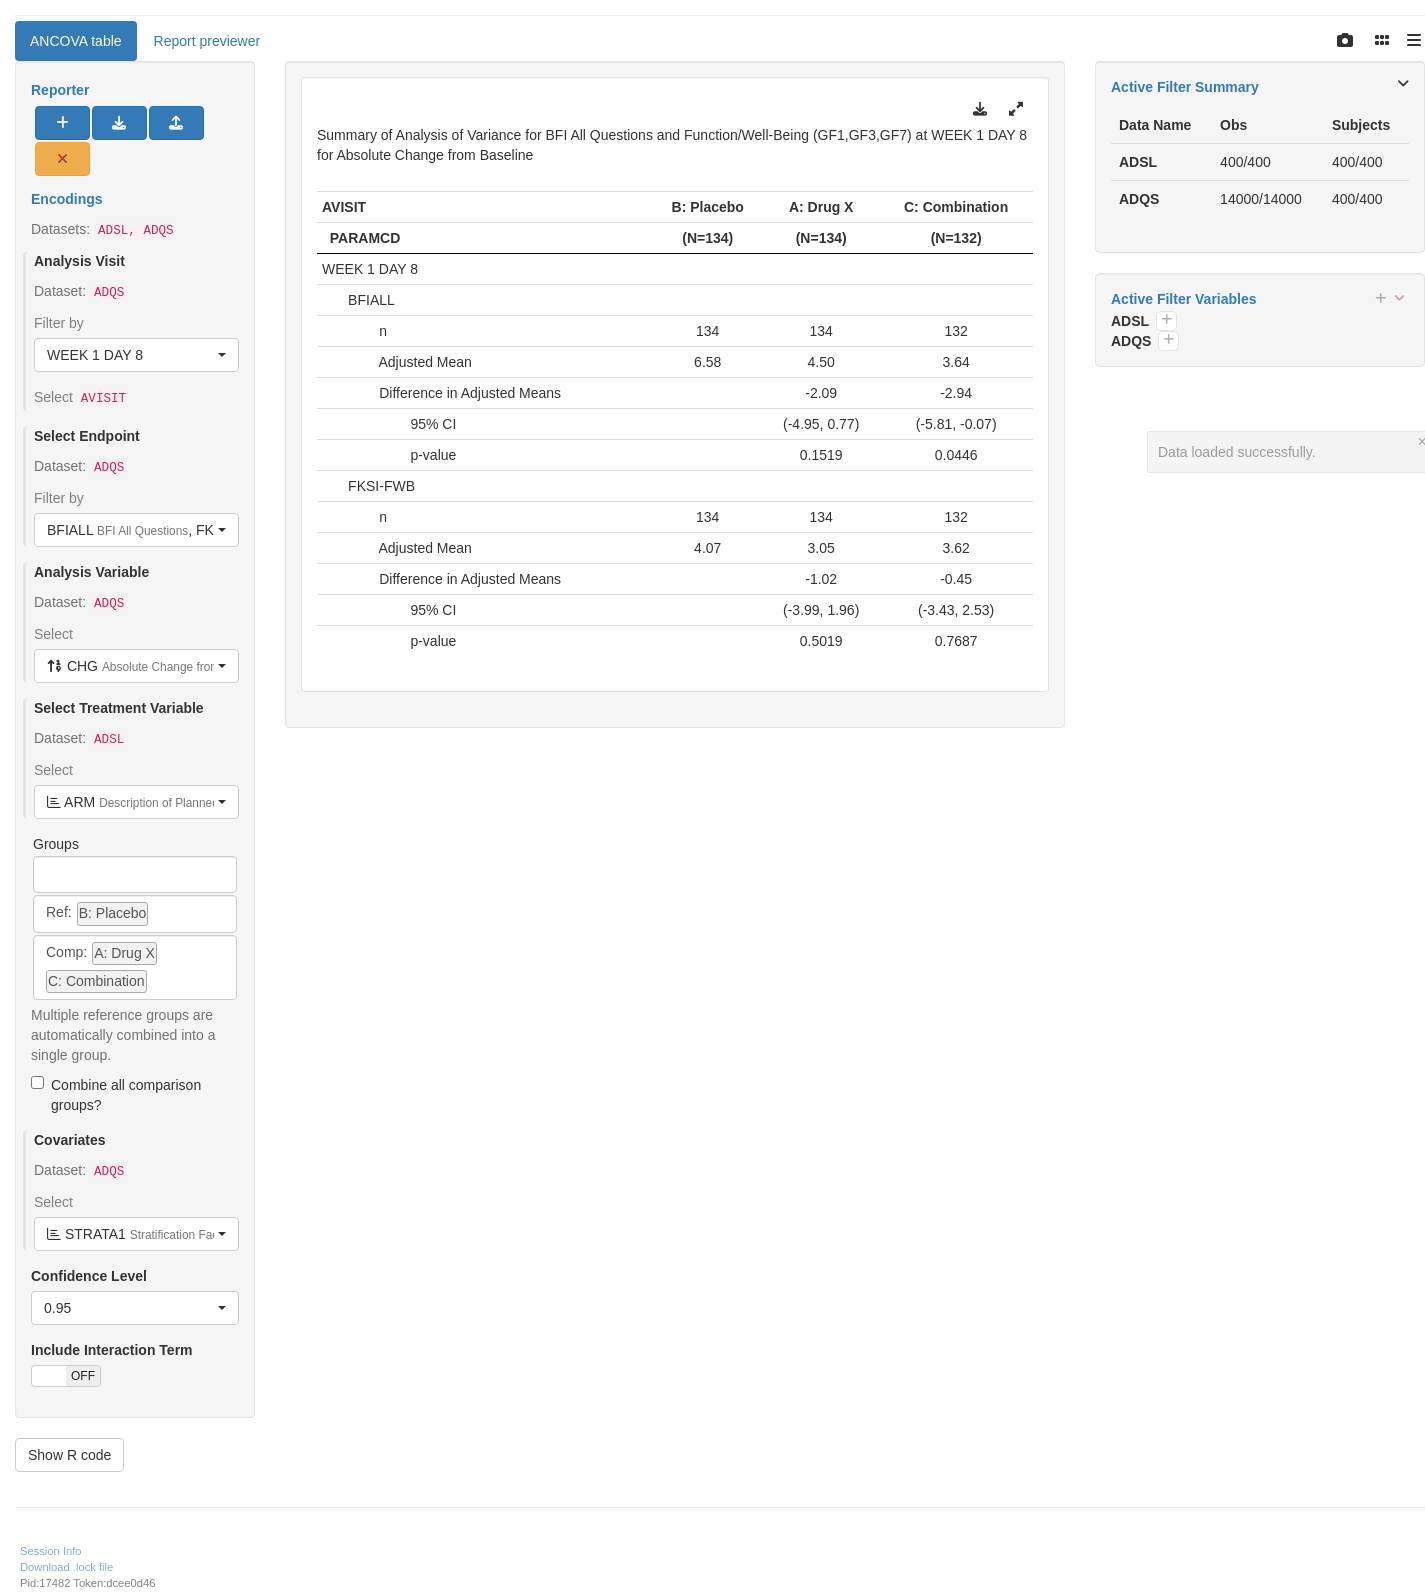 ANCOVA table
Report previewer
Reporter
Encodings
Datasets: ADSL, ADQS
Analysis Visit
Dataset: ADQS
Filter by
WEEK 1 DAY 8
Select AVISIT
Select Endpoint
Dataset: ADQS
Filter by
BFIALL BFI All Questions, FK
Analysis Variable
Dataset: ADQS
Select
CHG Absolute Change from
Select Treatment Variable
Dataset: ADSL
Select
ARM Description of Planned
Groups
Ref: B: Placebo
Comp: A: Drug X
C: Combination
Multiple reference groups are
automatically combined into a
single group.
Combine all comparison
groups?
Covariates
Dataset: ADQS
Select
STRATA1 Stratification Fac
Confidence Level
0.95
Include Interaction Term
OFF
Show R code
Summary of Analysis of Variance for BFI All Questions and Function/Well-Being (GF1,GF3,GF7) at WEEK 1 DAY 8
for Absolute Change from Baseline
AVISIT B: Placebo A: Drug X C: Combination
PARAMCD (N=134) (N=134) (N=132)
WEEK 1 DAY 8
BFIALL
n 134 134 132
Adjusted Mean 6.58 4.50 3.64
Difference in Adjusted Means -2.09 -2.94
95% CI (-4.95, 0.77) (-5.81, -0.07)
p-value 0.1519 0.0446
FKSI-FWB
n 134 134 132
Adjusted Mean 4.07 3.05 3.62
Difference in Adjusted Means -1.02 -0.45
95% CI (-3.99, 1.96) (-3.43, 2.53)
p-value 0.5019 0.7687
Active Filter Summary
Data Name Obs Subjects
ADSL 400/400 400/400
ADQS 14000/14000 400/400
Active Filter Variables
ADSL
ADQS
Data loaded successfully.
Session Info
Download .lock file
Pid:17482 Token:dcee0d46